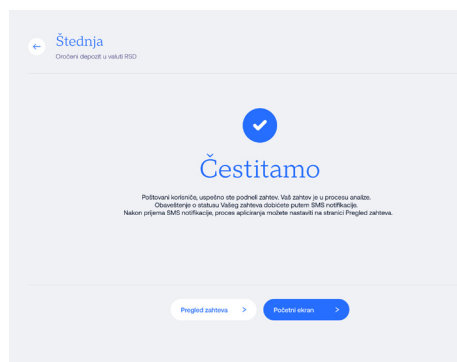 Štednja
Oročeni depozit u valuti RSD
Čestitamo
Poštovani korisniče, uspešno ste podneli zahtev. Vaš zahtev je u procesu analize.
Obaveštenje o statusu Vašeg zahteva dobićete putem SMS notifikacije.
Nakon prijema SMS notifikacije, proces apliciranja možete nastaviti na stranici Pregled zahteva.
Pregled zahteva >
Početni ekran >